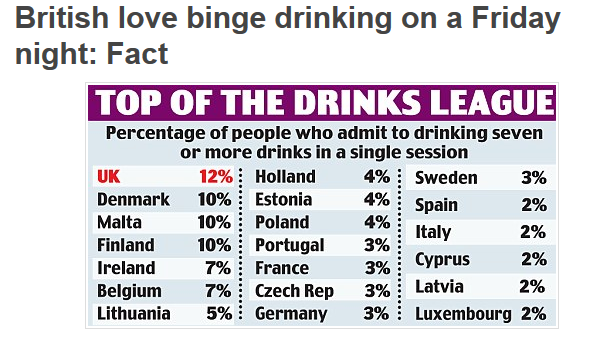 British love binge drinking on a Friday
night: Fact
TOP OF THE DRINKS LEAGUE
Percentage of people who admit to drinking seven
or more drinks in a single session
UK 12%
Denmark 10%
Malta 10%
Finland 10%
Ireland 7%
Belgium 7%
Lithuania 5%
Holland 4%
Estonia 4%
Poland 4%
Portugal 3%
France 3%
Czech Rep 3%
Germany 3%
Sweden 3%
Spain 2%
Italy 2%
Cyprus 2%
Latvia 2%
Luxembourg 2%